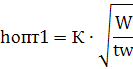 hопт1 = К · √(W/tw)